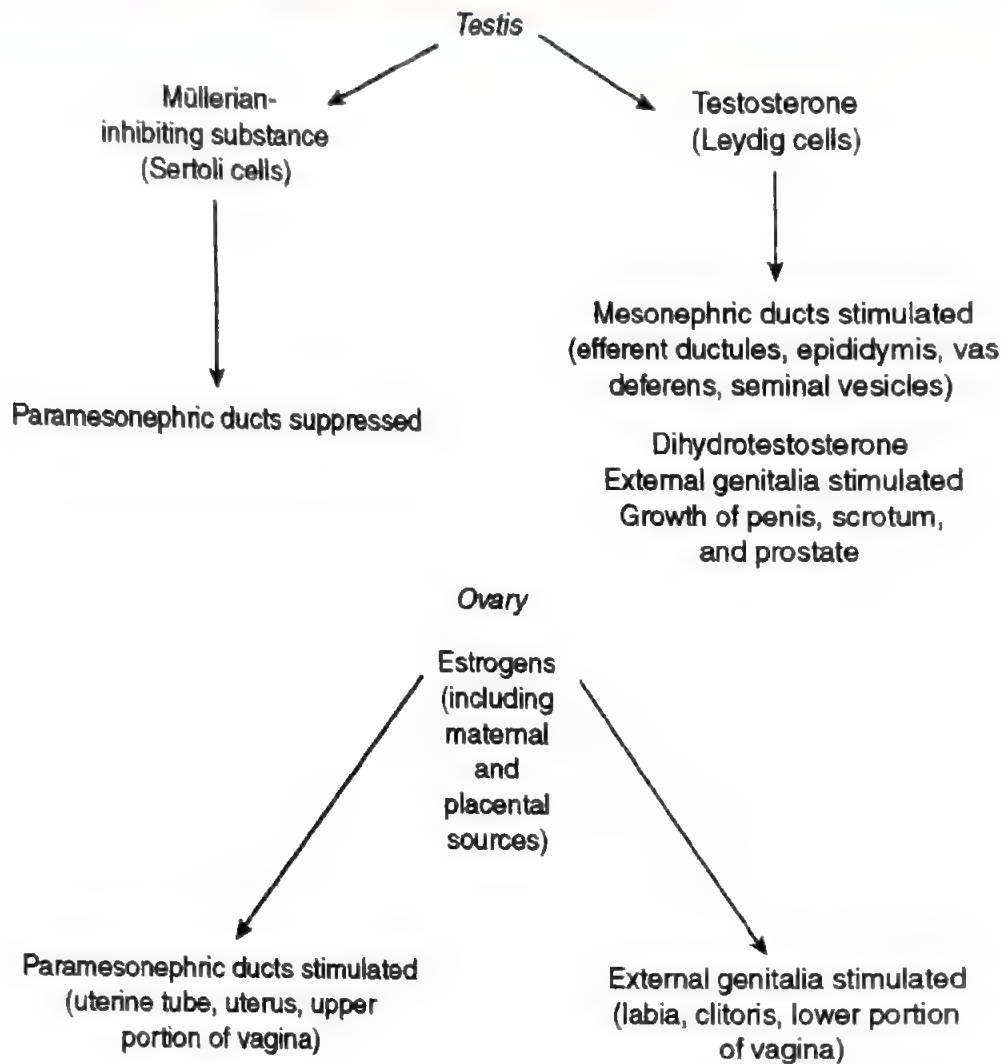 Testis
Müllerian-
inhibiting substance
(Sertoli cells)
Testosterone
(Leydig cells)
Mesonephric ducts stimulated
(efferent ductules, epididymis, vas
deferens, seminal vesicles)
Paramesonephric ducts suppressed
Dihydrotestosterone
External genitalia stimulated
Growth of penis, scrotum,
and prostate
Ovary
Estrogens
(including
maternal
and
placental
sources)
Paramesonephric ducts stimulated
(uterine tube, uterus, upper
portion of vagina)
External genitalia stimulated
(labia, clitoris, lower portion
of vagina)